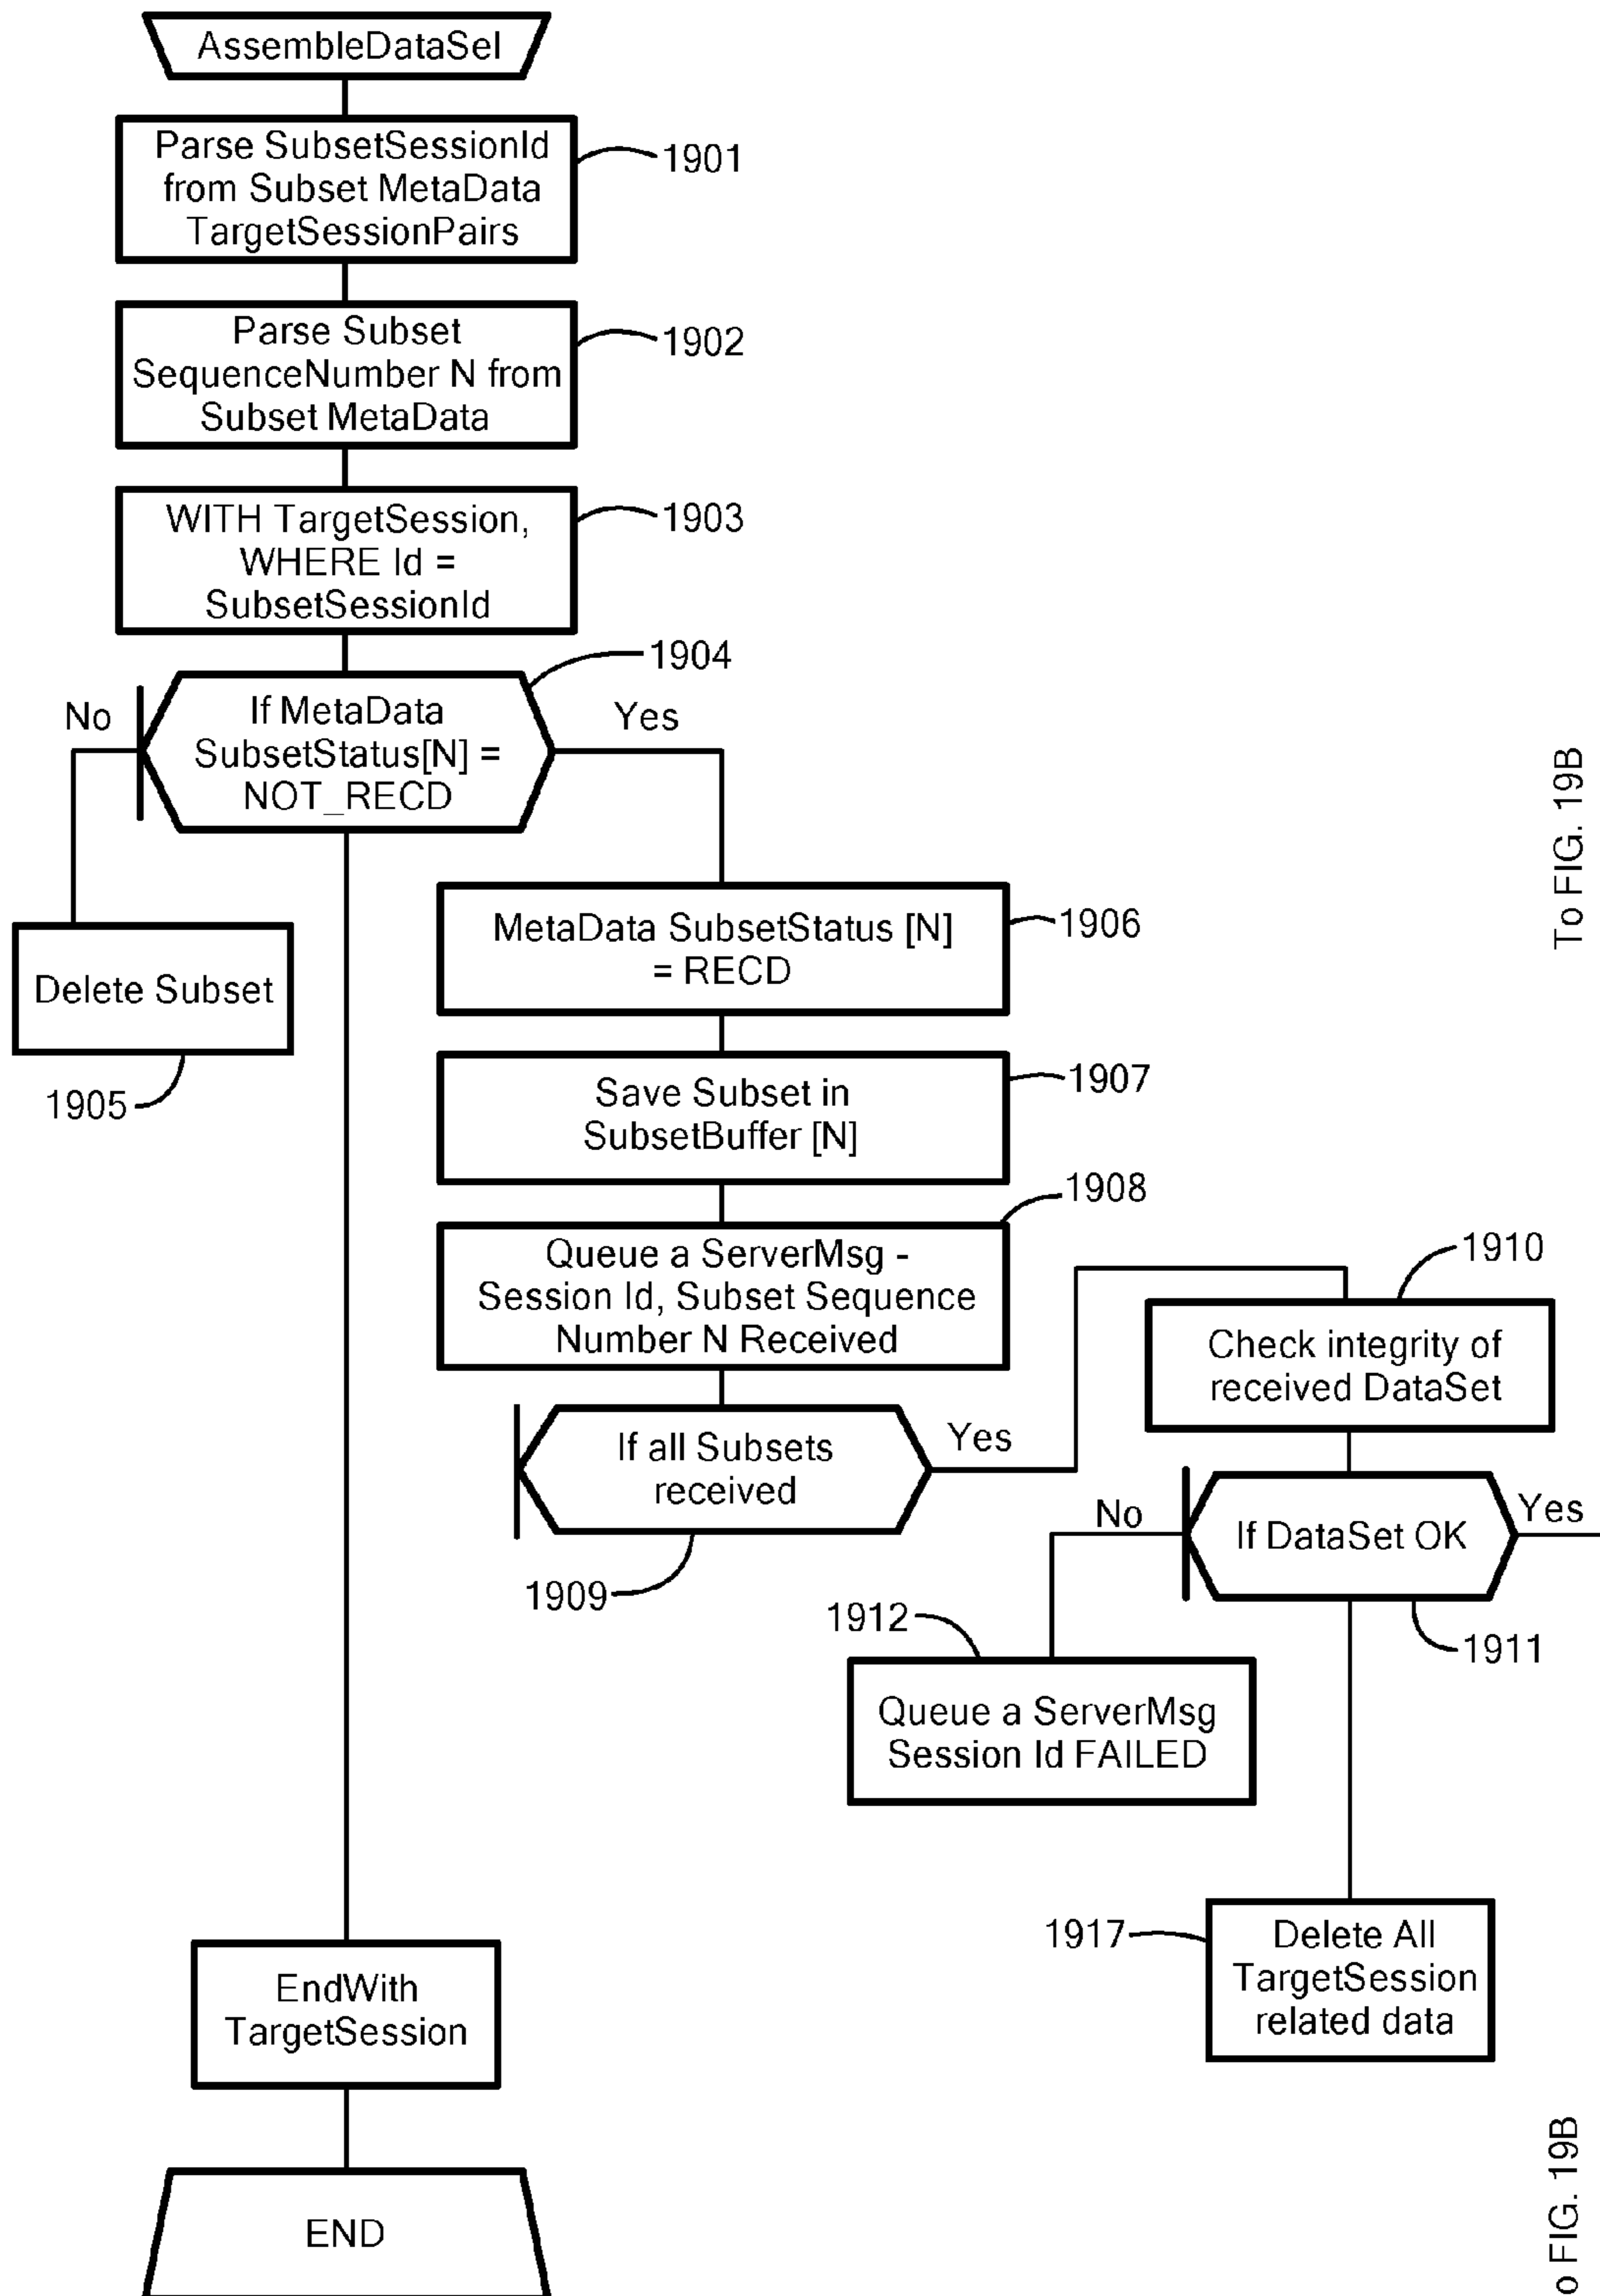 AssembleDataSel
Parse SubsetSessionId
from Subset MetaData
TargetSessionPairs
1901
Parse Subset
SequenceNumber N from
Subset MetaData
1902
WITH TargetSession,
WHERE Id =
SubsetSessionId
1903
1904
No
If MetaData
SubsetStatus[N] =
NOT_RECD
Yes
To FIG. 19B
Delete Subset
1905
MetaData SubsetStatus [N]
= RECD
1906
Save Subset in
SubsetBuffer [N]
1907
1908
Queue a ServerMsg -
Session Id, Subset Sequence
Number N Received
1910
Check integrity of
received DataSet
If all Subsets
received
Yes
1909
No
If DataSet OK
Yes
1911
1912
Queue a ServerMsg
Session Id FAILED
1917
Delete All
TargetSession
related data
EndWith
TargetSession
END
o FIG. 19B